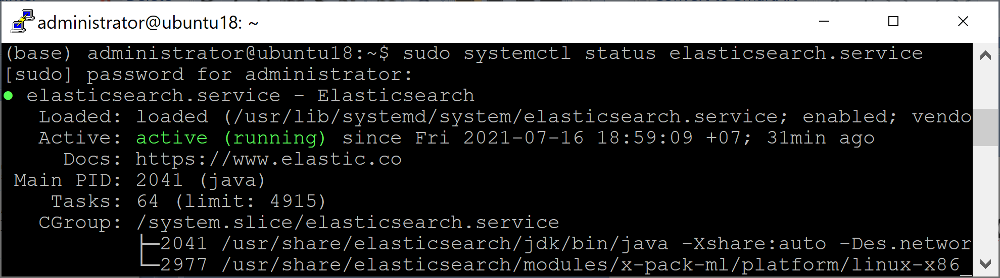 administrator@ubuntu18: ~
(base) administrator@ubuntu18:~$ sudo systemctl status elasticsearch.service
[sudo] password for administrator:
● elasticsearch.service - Elasticsearch
Loaded: loaded (/usr/lib/systemd/system/elasticsearch.service; enabled; vendo
Active: active (running) since Fri 2021-07-16 18:59:09 +07; 31min ago
Docs: https://www.elastic.co
Main PID: 2041 (java)
Tasks: 64 (limit: 4915)
CGroup: /system.slice/elasticsearch.service
├─2041 /usr/share/elasticsearch/jdk/bin/java -Xshare:auto -Des.networ
└─2977 /usr/share/elasticsearch/modules/x-pack-ml/platform/linux-x86_